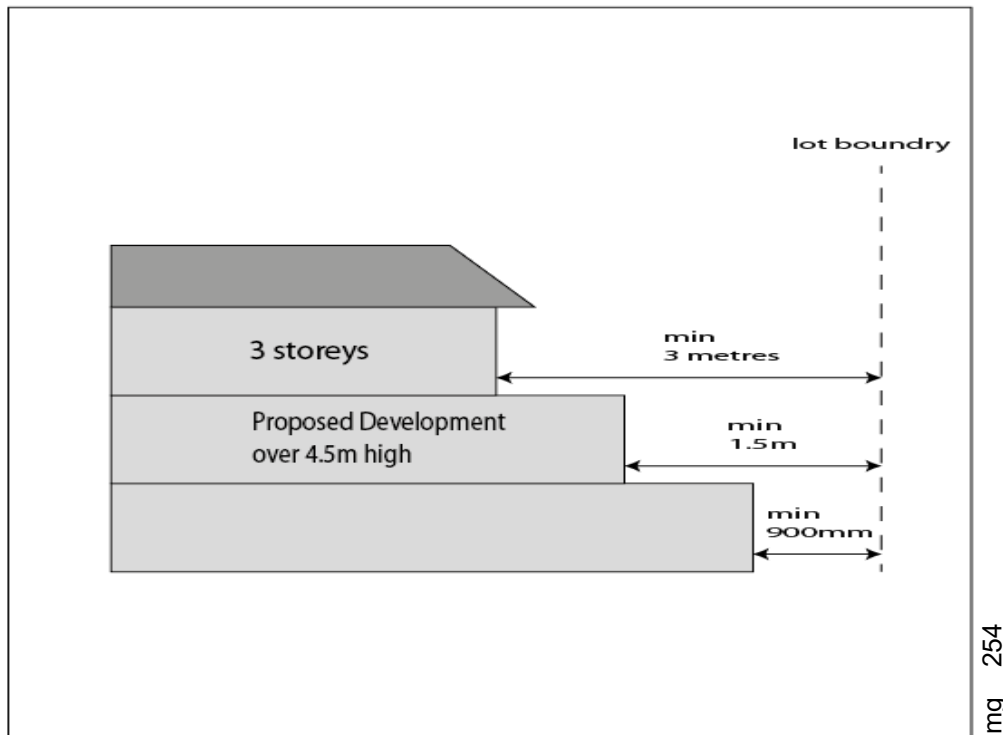 lot boundry
3 storeys
min
3 metres
Proposed Development
over 4.5m high
min
1.5m
min
900mm
mg 254